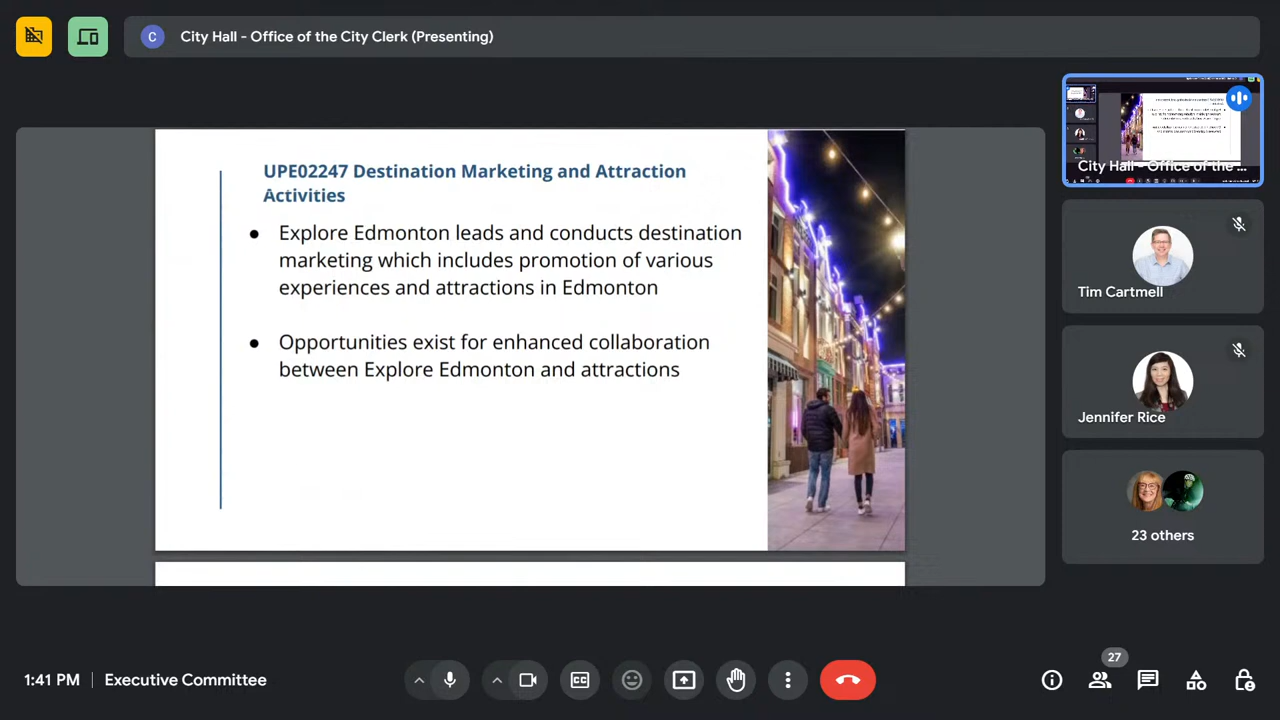 C
City Hall - Office of the City Clerk (Presenting)
UPE02247 Destination Marketing and Attraction
Activities
● Explore Edmonton leads and conducts destination
marketing which includes promotion of various
experiences and attractions in Edmonton
● Opportunities exist for enhanced collaboration
between Explore Edmonton and attractions
City Hall - Office of the ...
Tim Cartmell
Jennifer Rice
23 others
1:41 PM | Executive Committee
CC
27